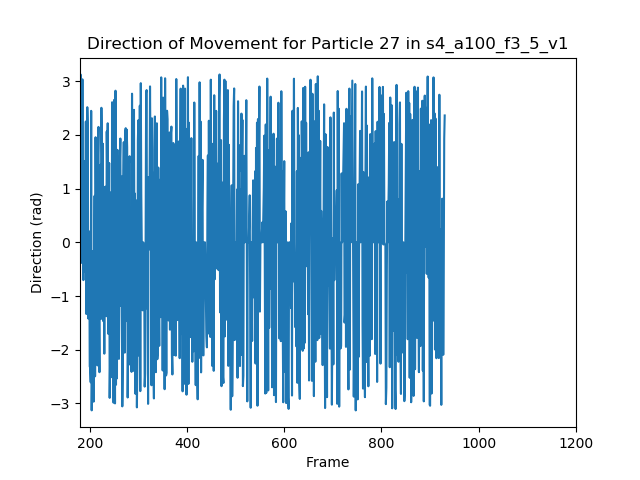 Direction of Movement for Particle 27 in s4_a100_f3_5_v1
3
2
1
0
−1
−2
−3
Direction (rad)
200 400 600 800 1000 1200
Frame